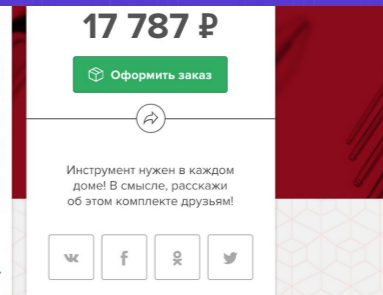 17 787 ₽
Оформить заказ
Инструмент нужен в каждом
доме! В смысле, расскажи
об этом комплекте друзьям!